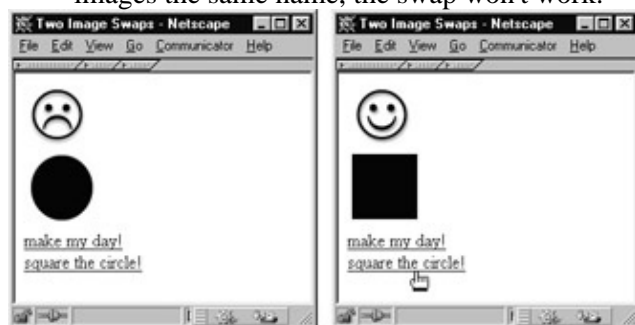 images the same name, the swap won't work.
Two Image Swaps - Netscape
File Edit View Go Communicator Help
make my day!
square the circle!
Two Image Swaps - Netscape
File Edit View Go Communicator Help
make my day!
square the circle!